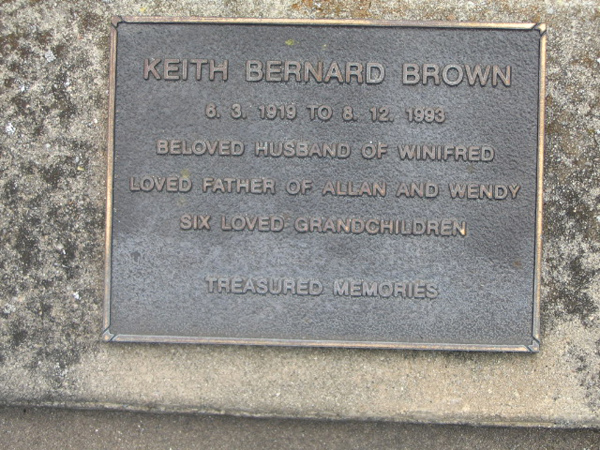 KEITH BERNARD BROWN
6. 3. 1919 TO 8. 12. 1993
BELOVED HUSBAND OF WINIFRED
LOVED FATHER OF ALLAN AND WENDY
SIX LOVED GRANDCHILDREN
TREASURED MEMORIES